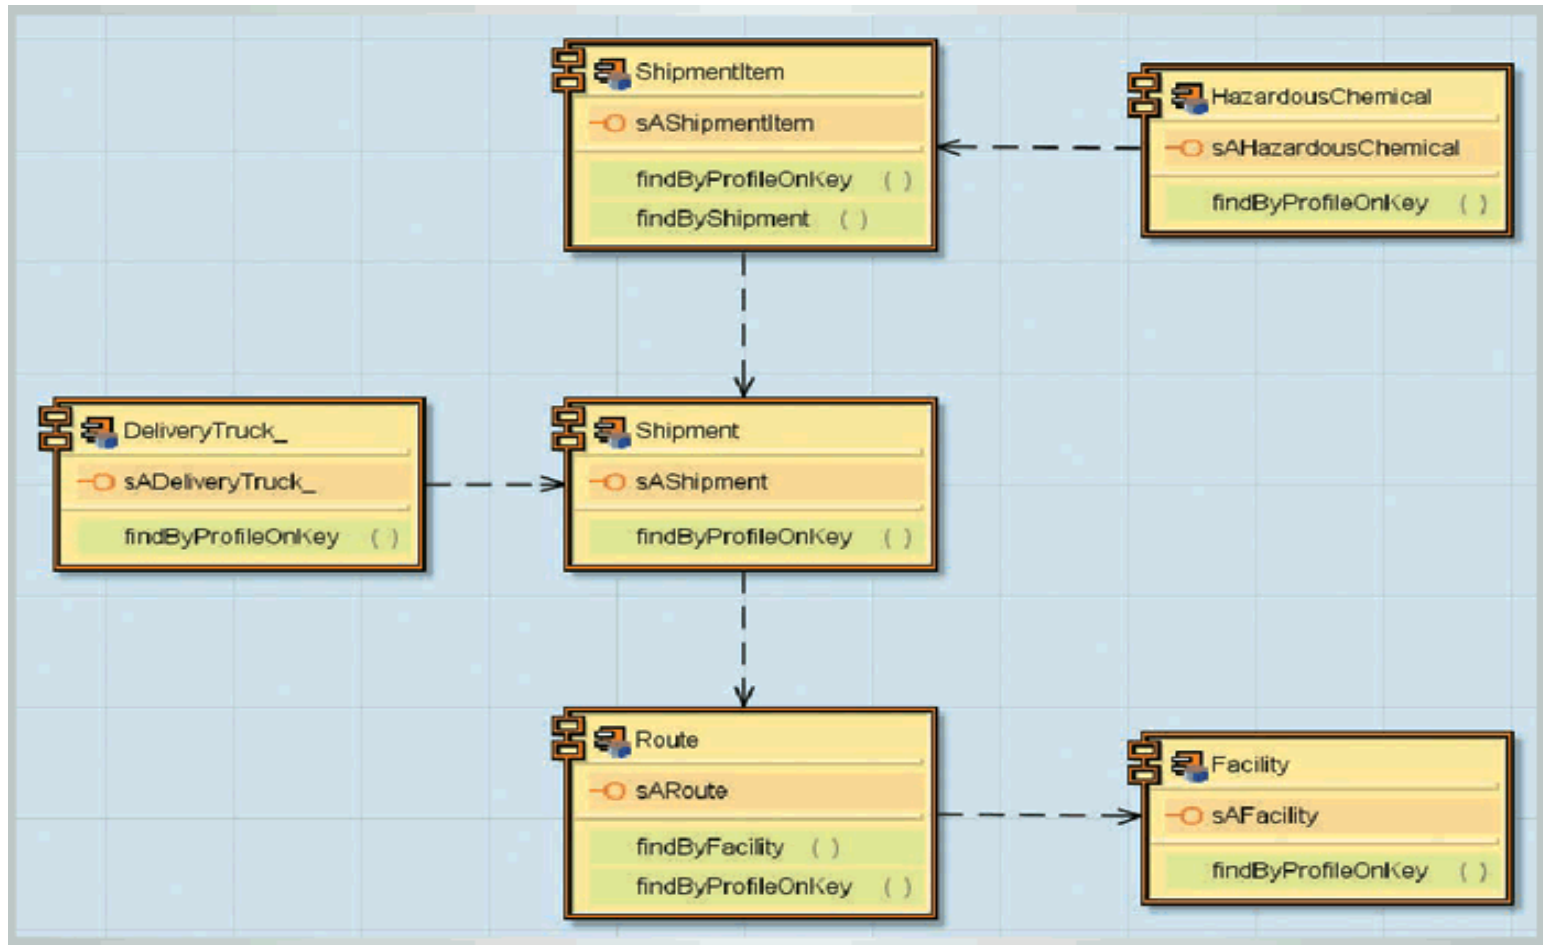 ShipmentItem
sAShipmentItem
findByProfileOnKey ( )
findByShipment ( )
HazardousChemical
sAHazardousChemical
findByProfileOnKey ( )
DeliveryTruck_
sADeliveryTruck_
findByProfileOnKey ( )
Shipment
sAShipment
findByProfileOnKey ( )
Route
sARoute
findByFacility ( )
findByProfileOnKey ( )
Facility
sAFacility
findByProfileOnKey ( )